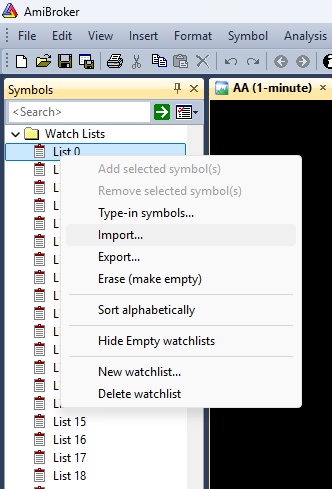 AmiBroker
File Edit View Insert Format Symbol Analysis
Symbols
AA (1-minute)
<Search>
Watch Lists
List 0
Add selected symbol(s)
Remove selected symbol(s)
Type-in symbols...
Import...
Export...
Erase (make empty)
Sort alphabetically
Hide Empty watchlists
New watchlist...
Delete watchlist
List 15
List 16
List 17
List 18